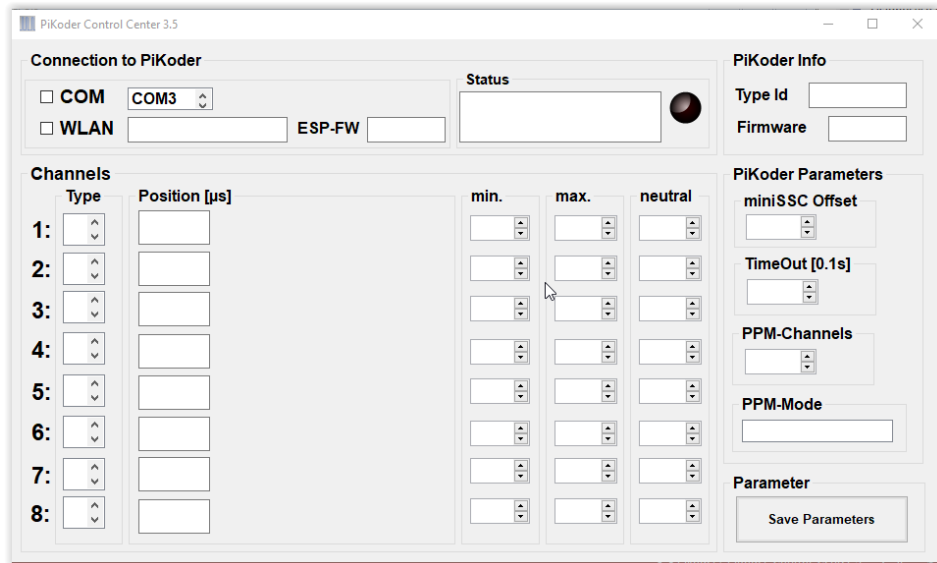 PiKoder Control Center 3.5
Connection to PiKoder
COM
COM3
WLAN
ESP-FW
Status
PiKoder Info
Type Id
Firmware
Channels
Type
Position [µs]
min.
max.
neutral
1:
2:
3:
4:
5:
6:
7:
8:
PiKoder Parameters
miniSSC Offset
TimeOut [0.1s]
PPM-Channels
PPM-Mode
Parameter
Save Parameters